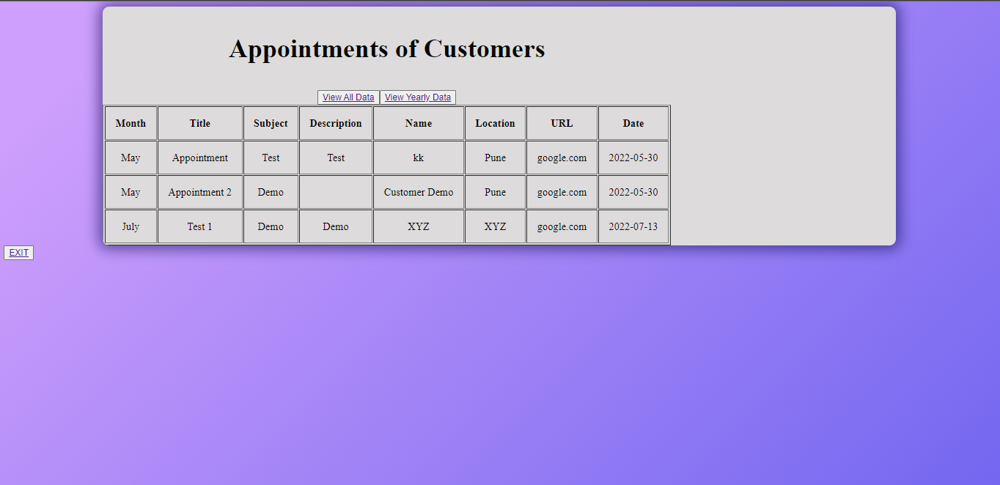 Appointments of Customers
View All Data View Yearly Data
Month Title Subject Description Name Location URL Date
May Appointment Test Test kk Pune google.com 2022-05-30
May Appointment 2 Demo Customer Demo Pune google.com 2022-05-30
July Test 1 Demo Demo XYZ XYZ google.com 2022-07-13
EXIT